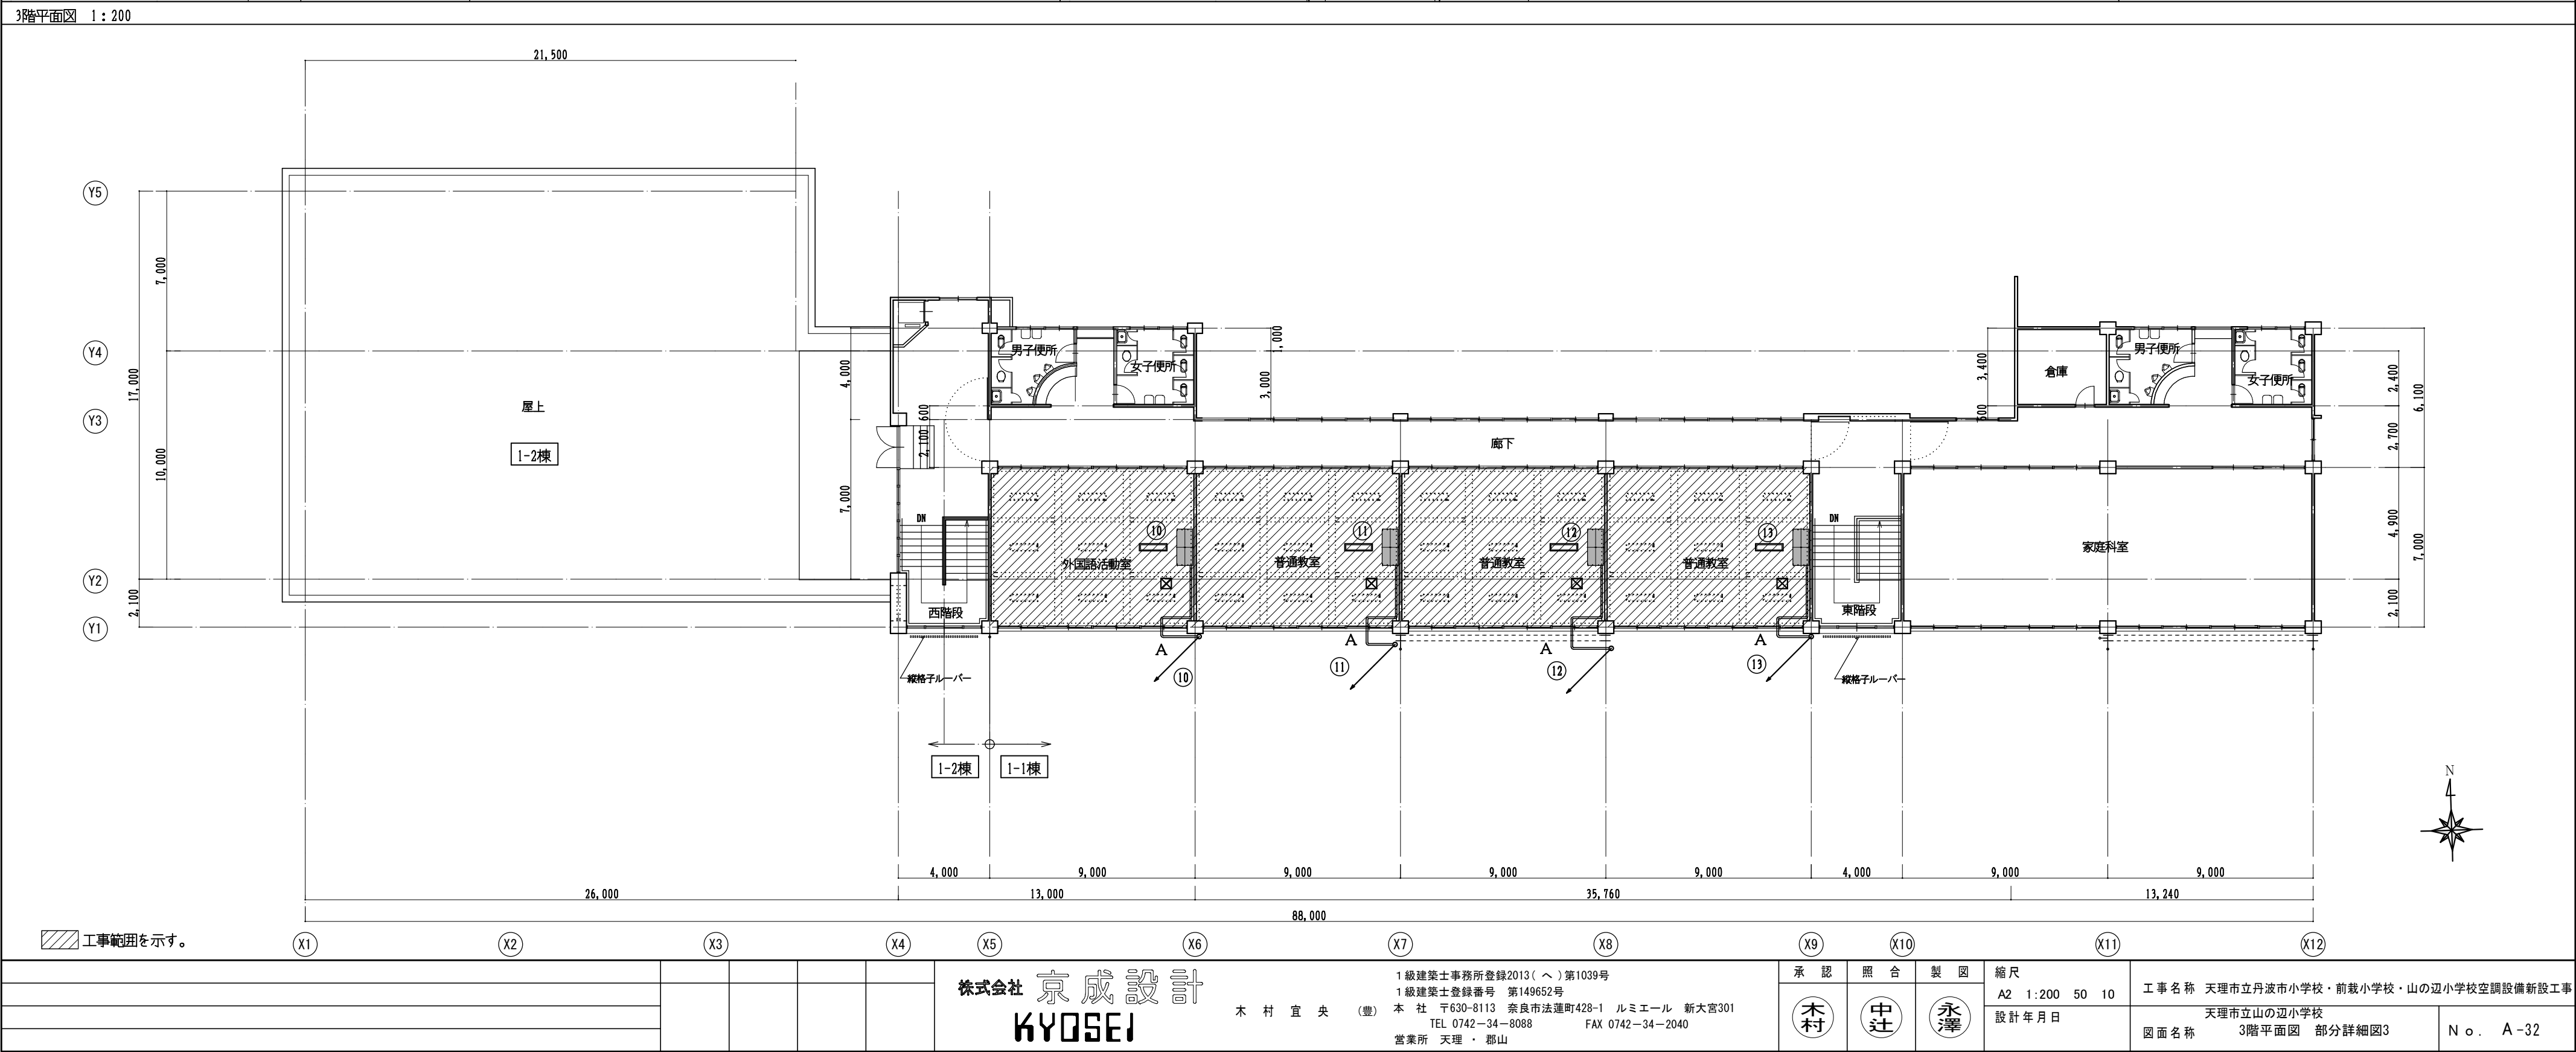 3階平面図 1:200
21,500
Y5
7,000
Y4
17,000
4,000
男子便所
女子便所
1,000
3,000
3,400
倉庫
男子便所
女子便所
2,400
6,100
屋上
1-2棟
Y3
600
2,100
廊下
600
2,700
10,000
7,000
DN
⑩ ⑪ ⑫ ⑬
DN
4,900
7,000
外国語活動室
普通教室
普通教室
普通教室
家庭科室
Y2
2,100
西階段
東階段
2,100
Y1
A A A A
⑩ ⑪ ⑫ ⑬
縦格子ルーバー
縦格子ルーバー
1-2棟 1-1棟
N
4,000 9,000 9,000 9,000 9,000 4,000 9,000 9,000
26,000 13,000 35,760 13,240
88,000
工事範囲を示す。
X1 X2 X3 X4 X5 X6 X7 X8 X9 X10 X11 X12
株式会社 京成設計
KYOSEI
木村宜央 (豊)
1級建築士事務所登録2013(へ)第1039号
1級建築士登録番号 第149652号
本 社 〒630-8113 奈良市法蓮町428-1 ルミエール 新大宮301
TEL 0742-34-8088 FAX 0742-34-2040
営業所 天理 ・ 郡山
承 認 照 合 製 図
木村 中辻 永澤
縮尺
A2 1:200 50 10
設計年月日
工事名称 天理市立丹波市小学校・前栽小学校・山の辺小学校空調設備新設工事
天理市立山の辺小学校
図面名称 3階平面図 部分詳細図3
No. A-32